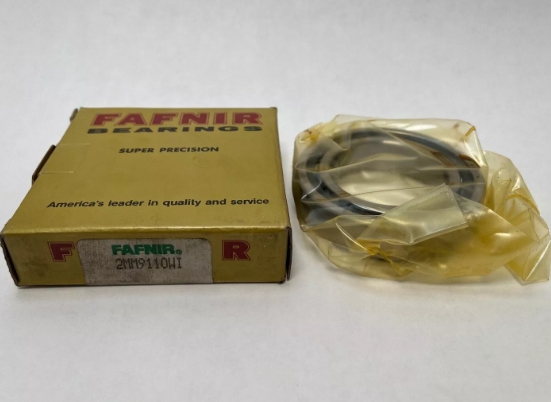 FAFNIR
BEARINGS
SUPER PRECISION
America's leader in quality and service
F R
FAFNIR®
2MM9110WI